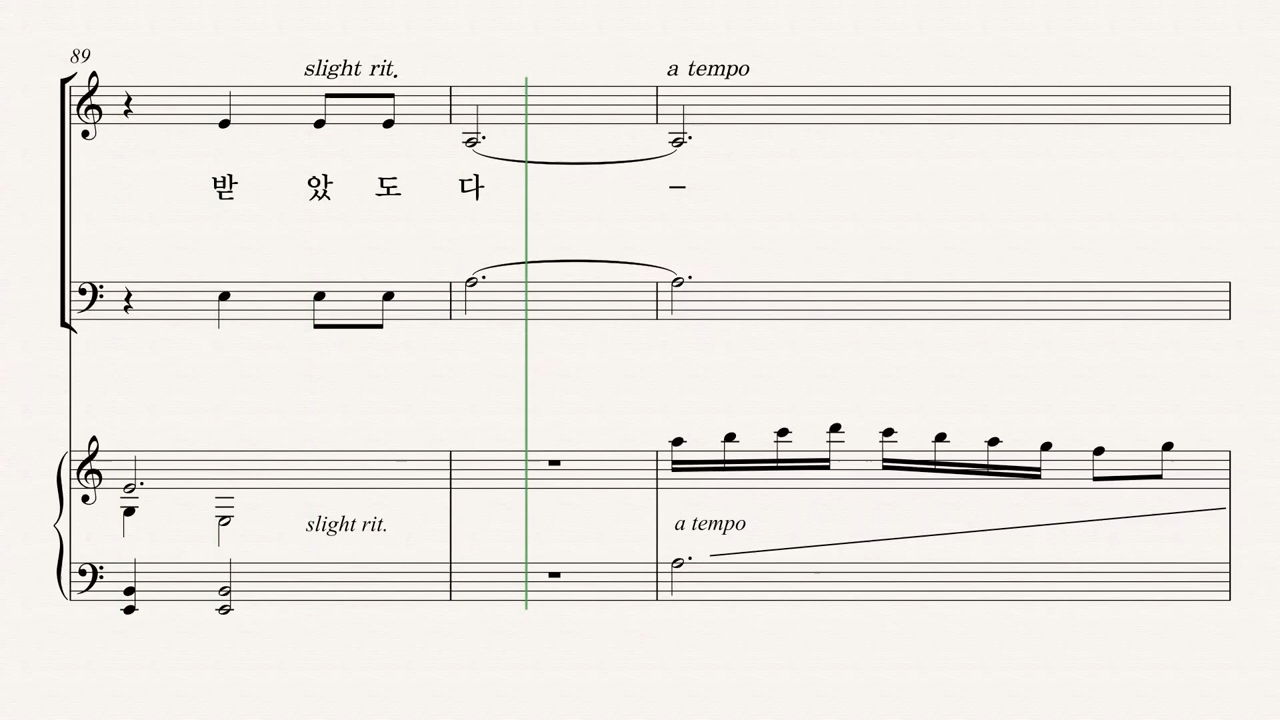 89
slight rit.
a tempo
받 았 도 다 –
slight rit.
a tempo